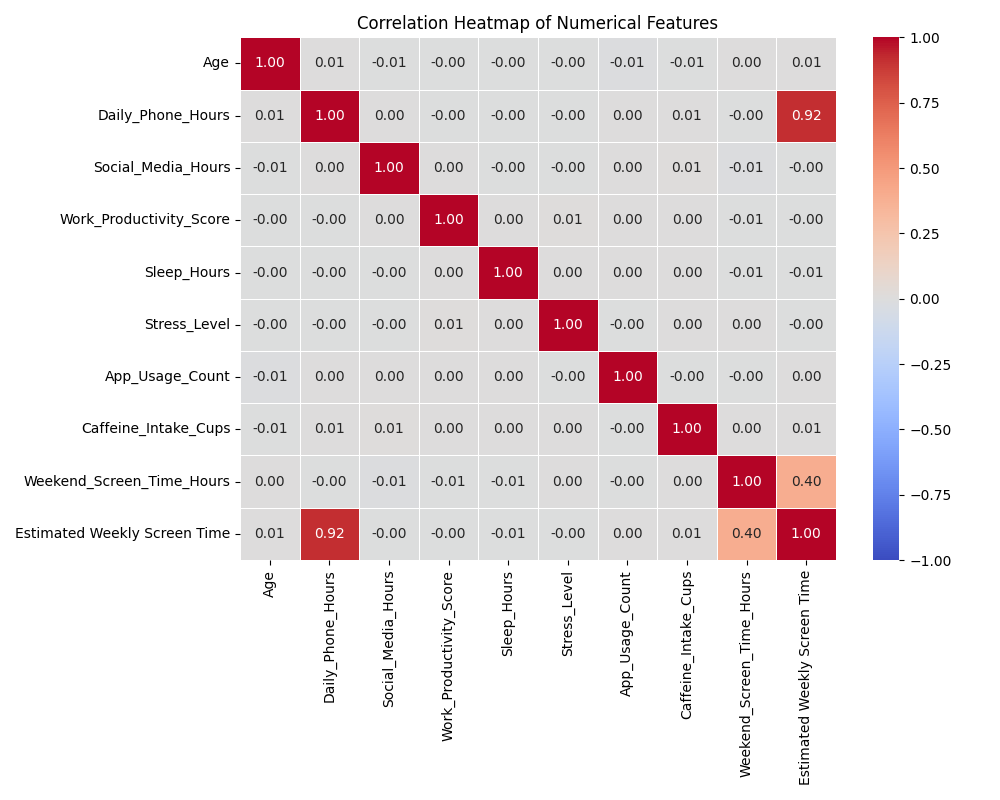 Correlation Heatmap of Numerical Features
Age 1.00 0.01 -0.01 -0.00 -0.00 -0.00 -0.01 -0.01 0.00 0.01
Daily_Phone_Hours 0.01 1.00 0.00 -0.00 -0.00 -0.00 0.00 0.01 -0.00 0.92
Social_Media_Hours -0.01 0.00 1.00 0.00 -0.00 -0.00 0.00 0.01 -0.01 -0.00
Work_Productivity_Score -0.00 -0.00 0.00 1.00 0.00 0.01 0.00 0.00 -0.01 -0.00
Sleep_Hours -0.00 -0.00 -0.00 0.00 1.00 0.00 0.00 0.00 -0.01 -0.01
Stress_Level -0.00 -0.00 -0.00 0.01 0.00 1.00 -0.00 0.00 0.00 -0.00
App_Usage_Count -0.01 0.00 0.00 0.00 0.00 -0.00 1.00 -0.00 -0.00 0.00
Caffeine_Intake_Cups -0.01 0.01 0.01 0.00 0.00 0.00 -0.00 1.00 0.00 0.01
Weekend_Screen_Time_Hours 0.00 -0.00 -0.01 -0.01 -0.01 0.00 -0.00 0.00 1.00 0.40
Estimated Weekly Screen Time 0.01 0.92 -0.00 -0.00 -0.01 -0.00 0.00 0.01 0.40 1.00
Age
Daily_Phone_Hours
Social_Media_Hours
Work_Productivity_Score
Sleep_Hours
Stress_Level
App_Usage_Count
Caffeine_Intake_Cups
Weekend_Screen_Time_Hours
Estimated Weekly Screen Time
1.00
0.75
0.50
0.25
0.00
−0.25
−0.50
−0.75
−1.00